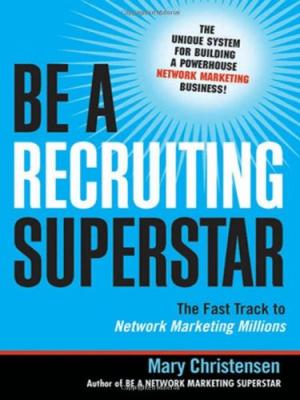 THE
UNIQUE SYSTEM
FOR BUILDING
A POWERHOUSE
NETWORK MARKETING
BUSINESS!
BE A
RECRUITING
SUPERSTAR
The Fast Track to
Network Marketing Millions
Mary Christensen
Author of BE A NETWORK MARKETING SUPERSTAR